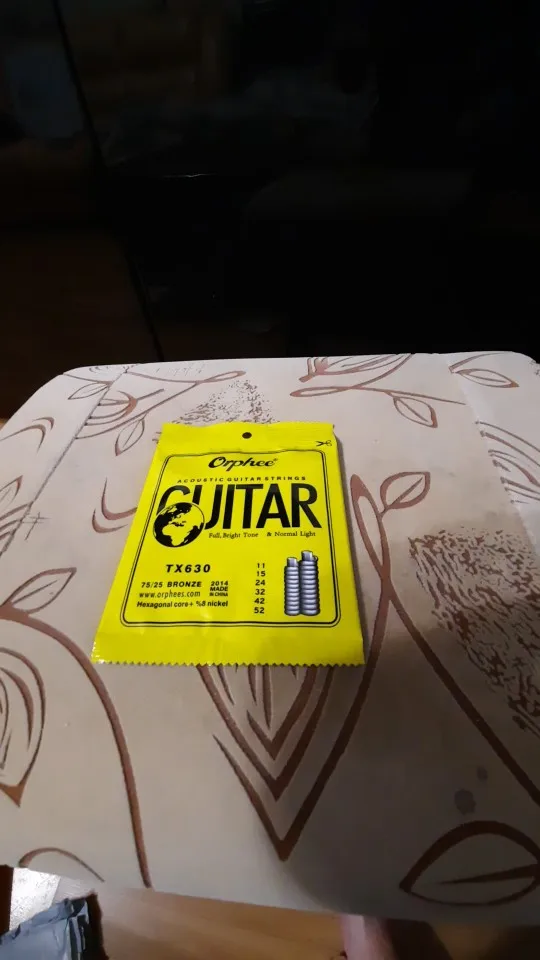 Orphee®
ACOUSTIC GUITAR STRINGS
GUITAR
Full, Bright Tone & Normal Light
TX630
75/25 BRONZE
2014
MADE
IN CHINA
www.orphees.com
Hexagonal core+ %8 nickel
11
15
24
32
42
52